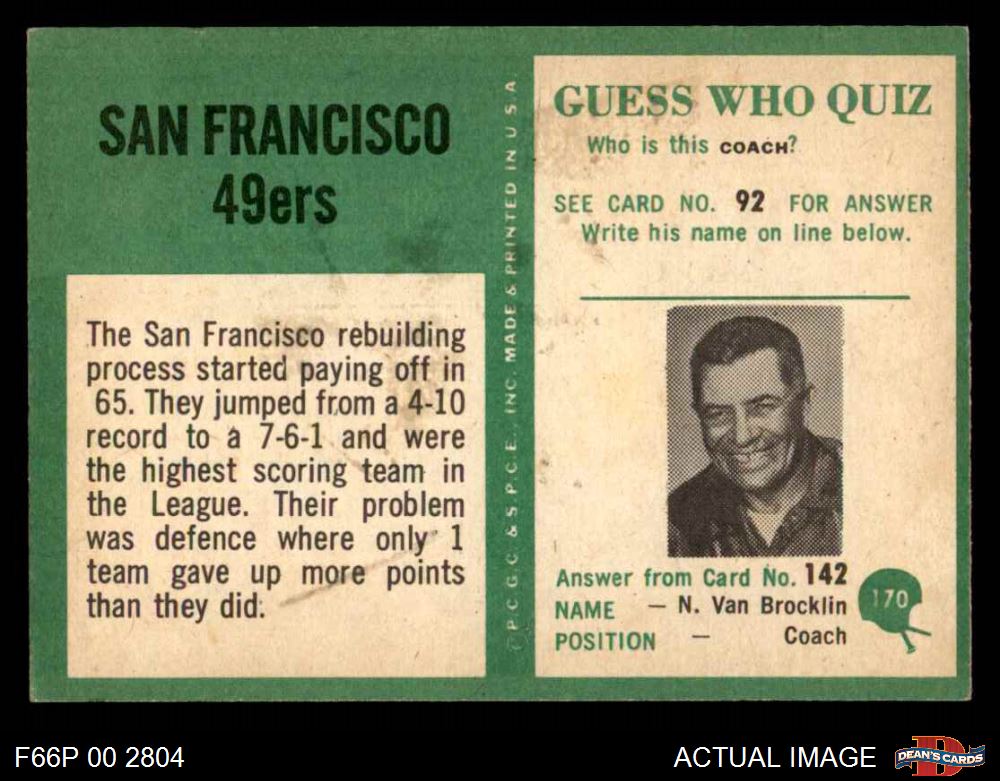 SAN FRANCISCO
49ers
The San Francisco rebuilding
process started paying off in
65. They jumped from a 4-10
record to a 7-6-1 and were
the highest scoring team in
the League. Their problem
was defence where only 1
team gave up more points
than they did.
©P.C.G.C. & S P.C.E., INC. MADE & PRINTED IN U S A
GUESS WHO QUIZ
Who is this COACH?
SEE CARD NO. 92 FOR ANSWER
Write his name on line below.
Answer from Card No. 142
NAME — N. Van Brocklin
POSITION — Coach
170
F66P 00 2804
ACTUAL IMAGE
D
DEAN'S CARDS